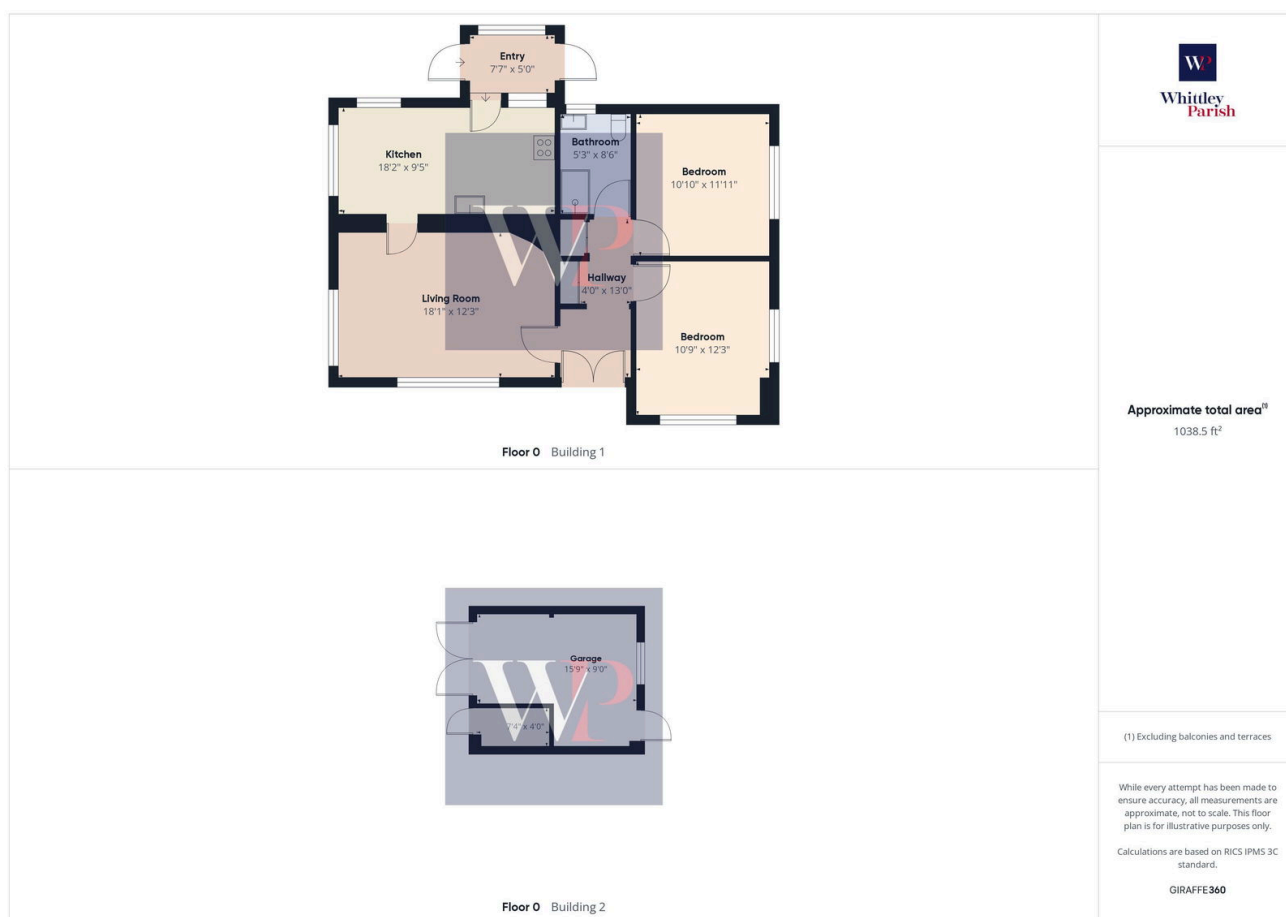 Entry
7'7" x 5'0"
Kitchen
18'2" x 9'5"
Bathroom
5'3" x 8'6"
Bedroom
10'10" x 11'11"
Living Room
18'1" x 12'3"
Hallway
4'0" x 13'0"
Bedroom
10'9" x 12'3"
WP
Floor 0 Building 1
Garage
15'9" x 9'0"
7'4" x 4'0"
WP
Floor 0 Building 2
WP
Whittley
Parish
Approximate total area(1)
1038.5 ft²
(1) Excluding balconies and terraces
While every attempt has been made to
ensure accuracy, all measurements are
approximate, not to scale. This floor
plan is for illustrative purposes only.
Calculations are based on RICS IPMS 3C
standard.
GIRAFFE360